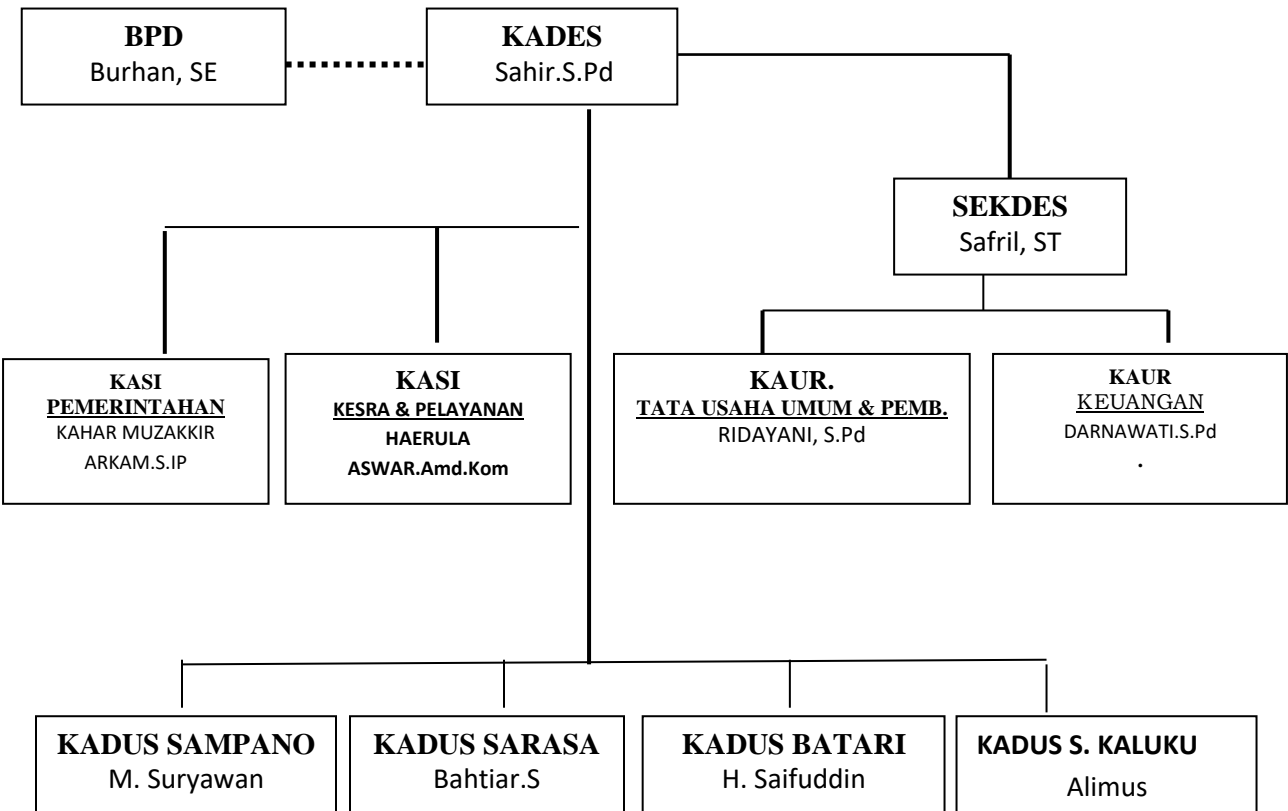 BPD
Burhan, SE
KADES
Sahir.S.Pd
SEKDES
Safril, ST
KASI
PEMERINTAHAN
KAHAR MUZAKKIR
ARKAM.S.IP
KASI
KESRA & PELAYANAN
HAERULA
ASWAR.Amd.Kom
KAUR.
TATA USAHA UMUM & PEMB.
RIDAYANI, S.Pd
KAUR
KEUANGAN
DARNAWATI.S.Pd
.
KADUS SAMPANO
M. Suryawan
KADUS SARASA
Bahtiar.S
KADUS BATARI
H. Saifuddin
KADUS S. KALUKU
Alimus